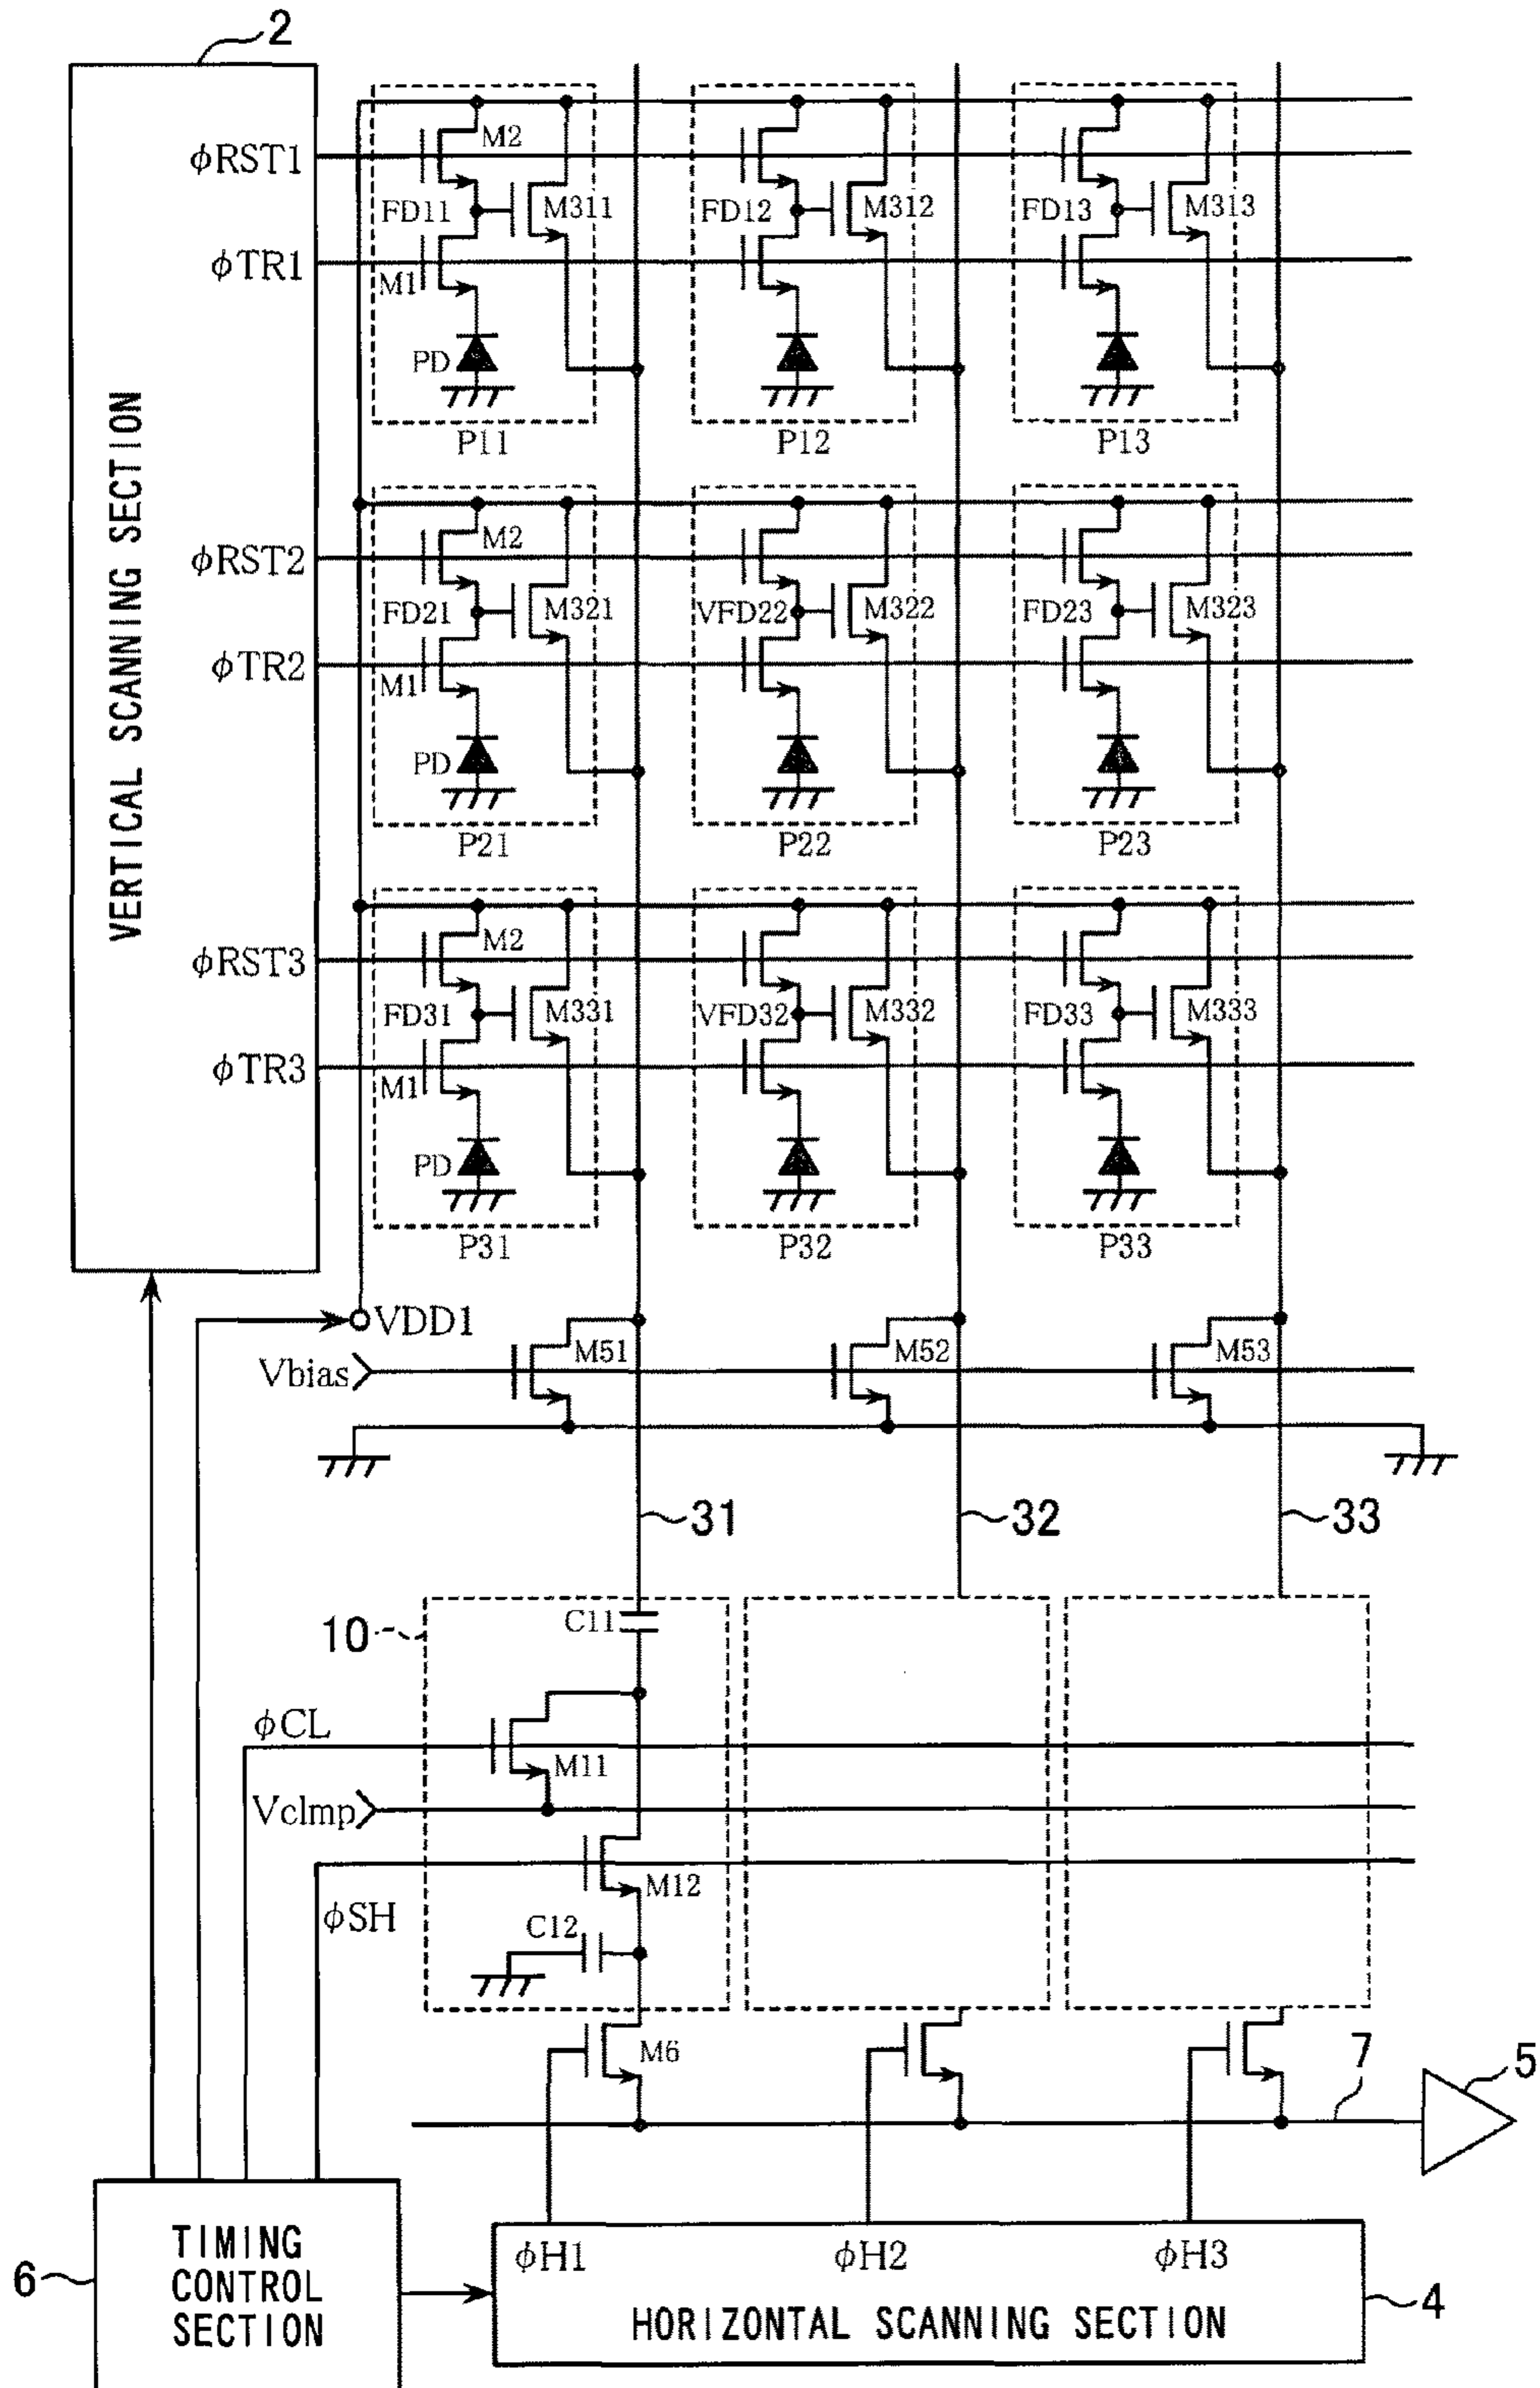 2
VERTICAL SCANNING SECTION
φRST1
φTR1
M2
FD11
M311
M1
PD
P11
FD12
M312
P12
FD13
M313
P13
φRST2
φTR2
M2
FD21
M321
M1
PD
P21
VFD22
M322
P22
FD23
M323
P23
φRST3
φTR3
M2
FD31
M331
M1
PD
P31
VFD32
M332
P32
FD33
M333
P33
VDD1
Vbias
M51
M52
M53
31
32
33
10
C11
φCL
M11
Vclmp
M12
φSH
C12
M6
7
5
φH1
φH2
φH3
6
TIMING
CONTROL
SECTION
HORIZONTAL SCANNING SECTION
4